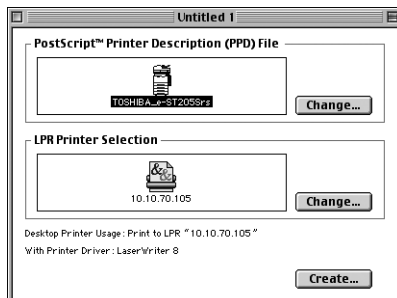 Untitled 1
PostScript™ Printer Description (PPD) File
TOSHIBA_e-ST205Srs
Change...
LPR Printer Selection
10.10.70.105
Change...
Desktop Printer Usage: Print to LPR “10.10.70.105”
With Printer Driver: LaserWriter 8
Create...